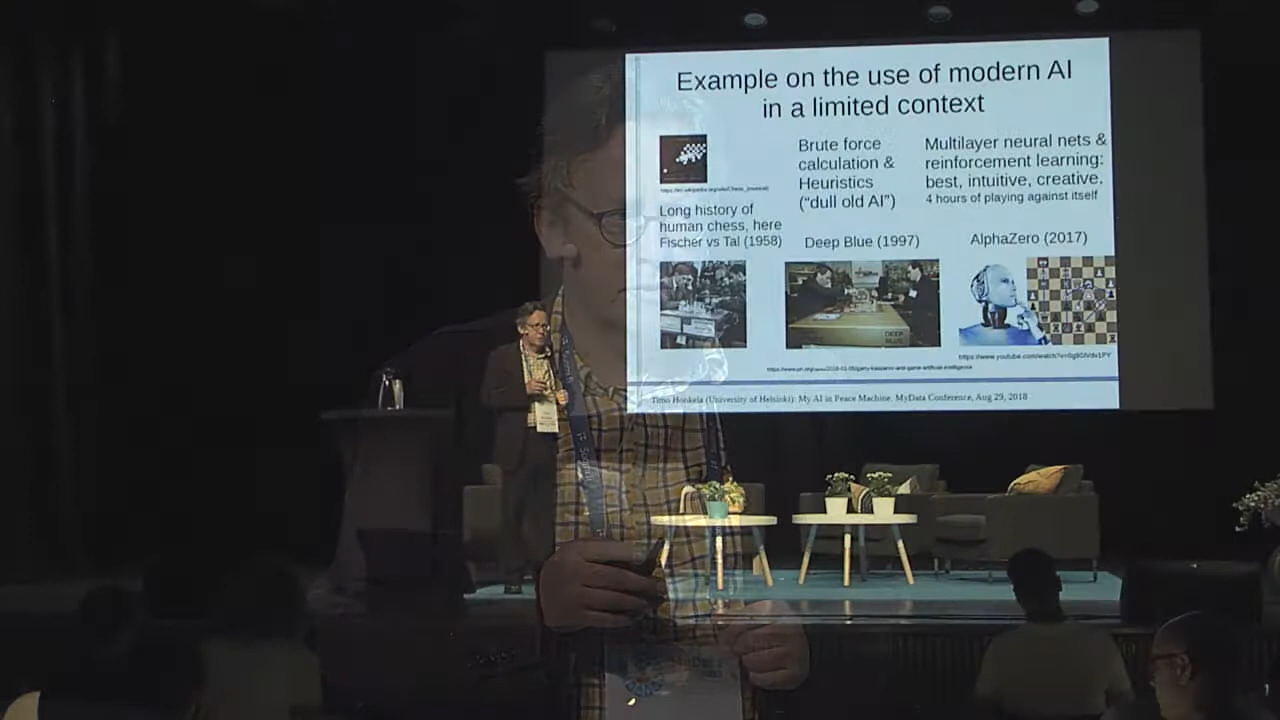 Example on the use of modern AI
in a limited context
Long history of
human chess, here
Fischer vs Tal (1958)
Brute force
calculation &
Heuristics
(“dull old AI”)
Deep Blue (1997)
DEEP
BLUE
Multilayer neural nets &
reinforcement learning:
best, intuitive, creative.
4 hours of playing against itself
AlphaZero (2017)
Timo Honkela (University of Helsinki): My AI in Peace Machine. MyData Conference, Aug 29, 2018